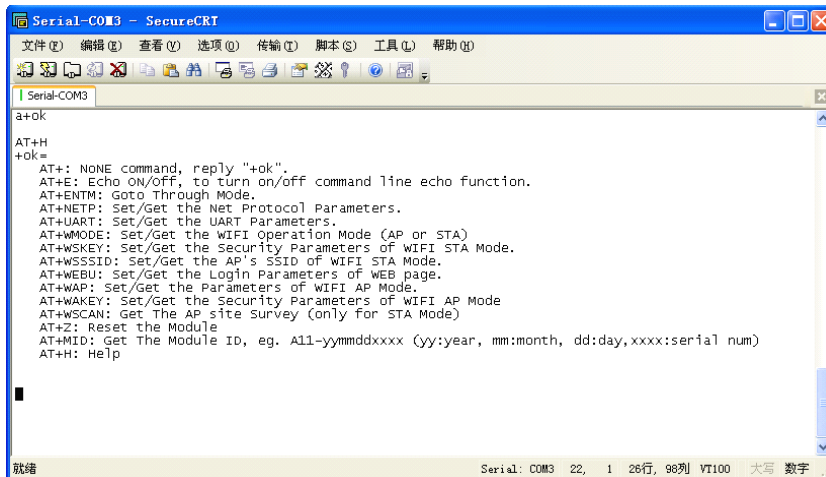 Serial-COM3 - SecureCRT
文件(F) 编辑(E) 查看(V) 选项(O) 传输(T) 脚本(S) 工具(L) 帮助(H)
Serial-COM3
a+ok
AT+H
+ok=
AT+: NONE command, reply "+ok".
AT+E: Echo ON/Off, to turn on/off command line echo function.
AT+ENTM: Goto Through MOde.
AT+NETP: Set/Get the Net Protocol Parameters.
AT+UART: Set/Get the UART Parameters.
AT+WMODE: Set/Get the WIFI Operation Mode (AP or STA)
AT+WSKEY: Set/Get the Security Parameters of WIFI STA Mode.
AT+WSSSID: Set/Get the AP's SSID of WIFI STA Mode.
AT+WEBU: Set/Get the Login Parameters of WEB page.
AT+WAP: Set/Get the Parameters of WIFI AP Mode.
AT+WAKEY: Set/Get the Security Parameters of WIFI AP Mode
AT+WSCAN: Get The AP site Survey (only for STA Mode)
AT+Z: Reset the Module
AT+MID: Get The Module ID, eg. A11-yymmddxxxx (yy:year, mm:month, dd:day,xxxx:serial num)
AT+H: Help
就绪 Serial: COM3 22, 1 26行, 98列 VT100 大写 数字